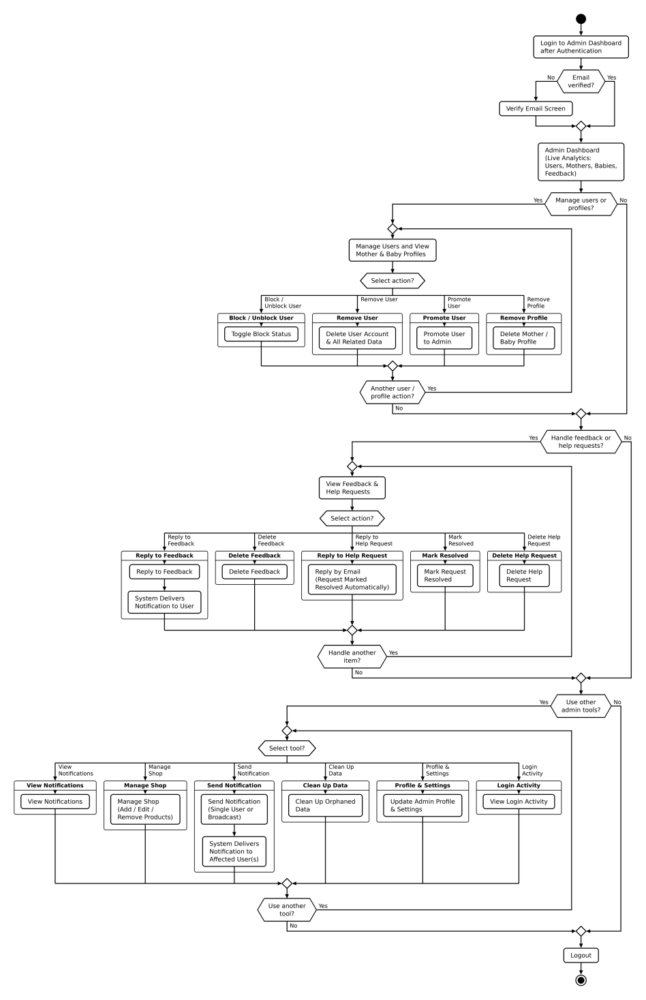 Login to Admin Dashboard
after Authentication
Email
verified?
No
Yes
Verify Email Screen
Admin Dashboard
(Live Analytics:
Users, Mothers, Babies,
Feedback)
Manage users or
profiles?
Yes
No
Manage Users and View
Mother & Baby Profiles
Select action?
Block /
Unblock User
Remove User
Promote
User
Remove
Profile
Block / Unblock User
Toggle Block Status
Remove User
Delete User Account
& All Related Data
Promote User
Promote User
to Admin
Remove Profile
Delete Mother /
Baby Profile
Another user /
profile action?
Yes
No
Handle feedback or
help requests?
Yes
No
View Feedback &
Help Requests
Select action?
Reply to
Feedback
Delete
Feedback
Reply to
Help Request
Mark
Resolved
Delete Help
Request
Reply to Feedback
Reply to Feedback
System Delivers
Notification to User
Delete Feedback
Delete Feedback
Reply to Help Request
Reply by Email
(Request Marked
Resolved Automatically)
Mark Resolved
Mark Request
Resolved
Delete Help Request
Delete Help
Request
Handle another
item?
Yes
No
Use other
admin tools?
Yes
No
Select tool?
View
Notifications
Manage
Shop
Send
Notification
Clean Up
Data
Profile &
Settings
Login
Activity
View Notifications
View Notifications
Manage Shop
Manage Shop
(Add / Edit /
Remove Products)
Send Notification
Send Notification
(Single User or
Broadcast)
System Delivers
Notification to
Affected User(s)
Clean Up Data
Clean Up Orphaned
Data
Profile & Settings
Update Admin Profile
& Settings
Login Activity
View Login Activity
Use another
tool?
Yes
No
Logout